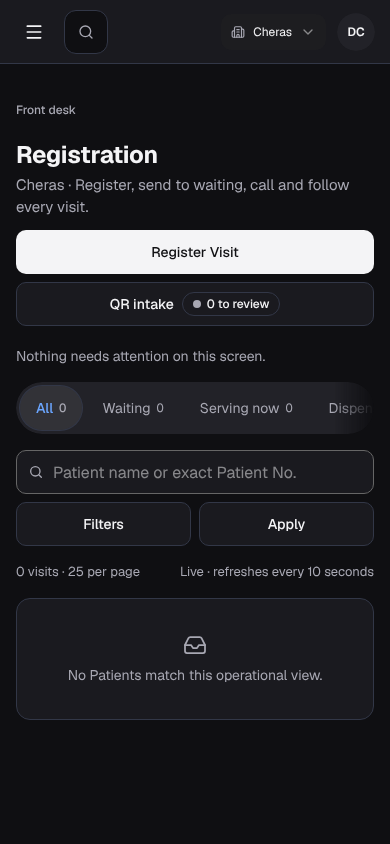 Cheras
DC
Front desk
Registration
Cheras · Register, send to waiting, call and follow
every visit.
Register Visit
QR intake 0 to review
Nothing needs attention on this screen.
All 0 Waiting 0 Serving now 0 Dispen
Patient name or exact Patient No.
Filters Apply
0 visits · 25 per page Live · refreshes every 10 seconds
No Patients match this operational view.